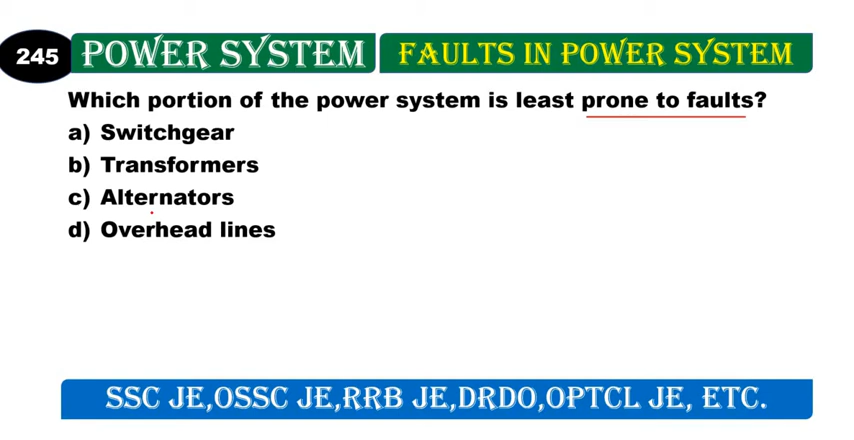 245
POWER SYSTEM
FAULTS IN POWER SYSTEM
Which portion of the power system is least prone to faults?
a) Switchgear
b) Transformers
c) Alternators
d) Overhead lines
SSC JE,OSSC JE,RRB JE,DRDO,OPTCL JE, ETC.